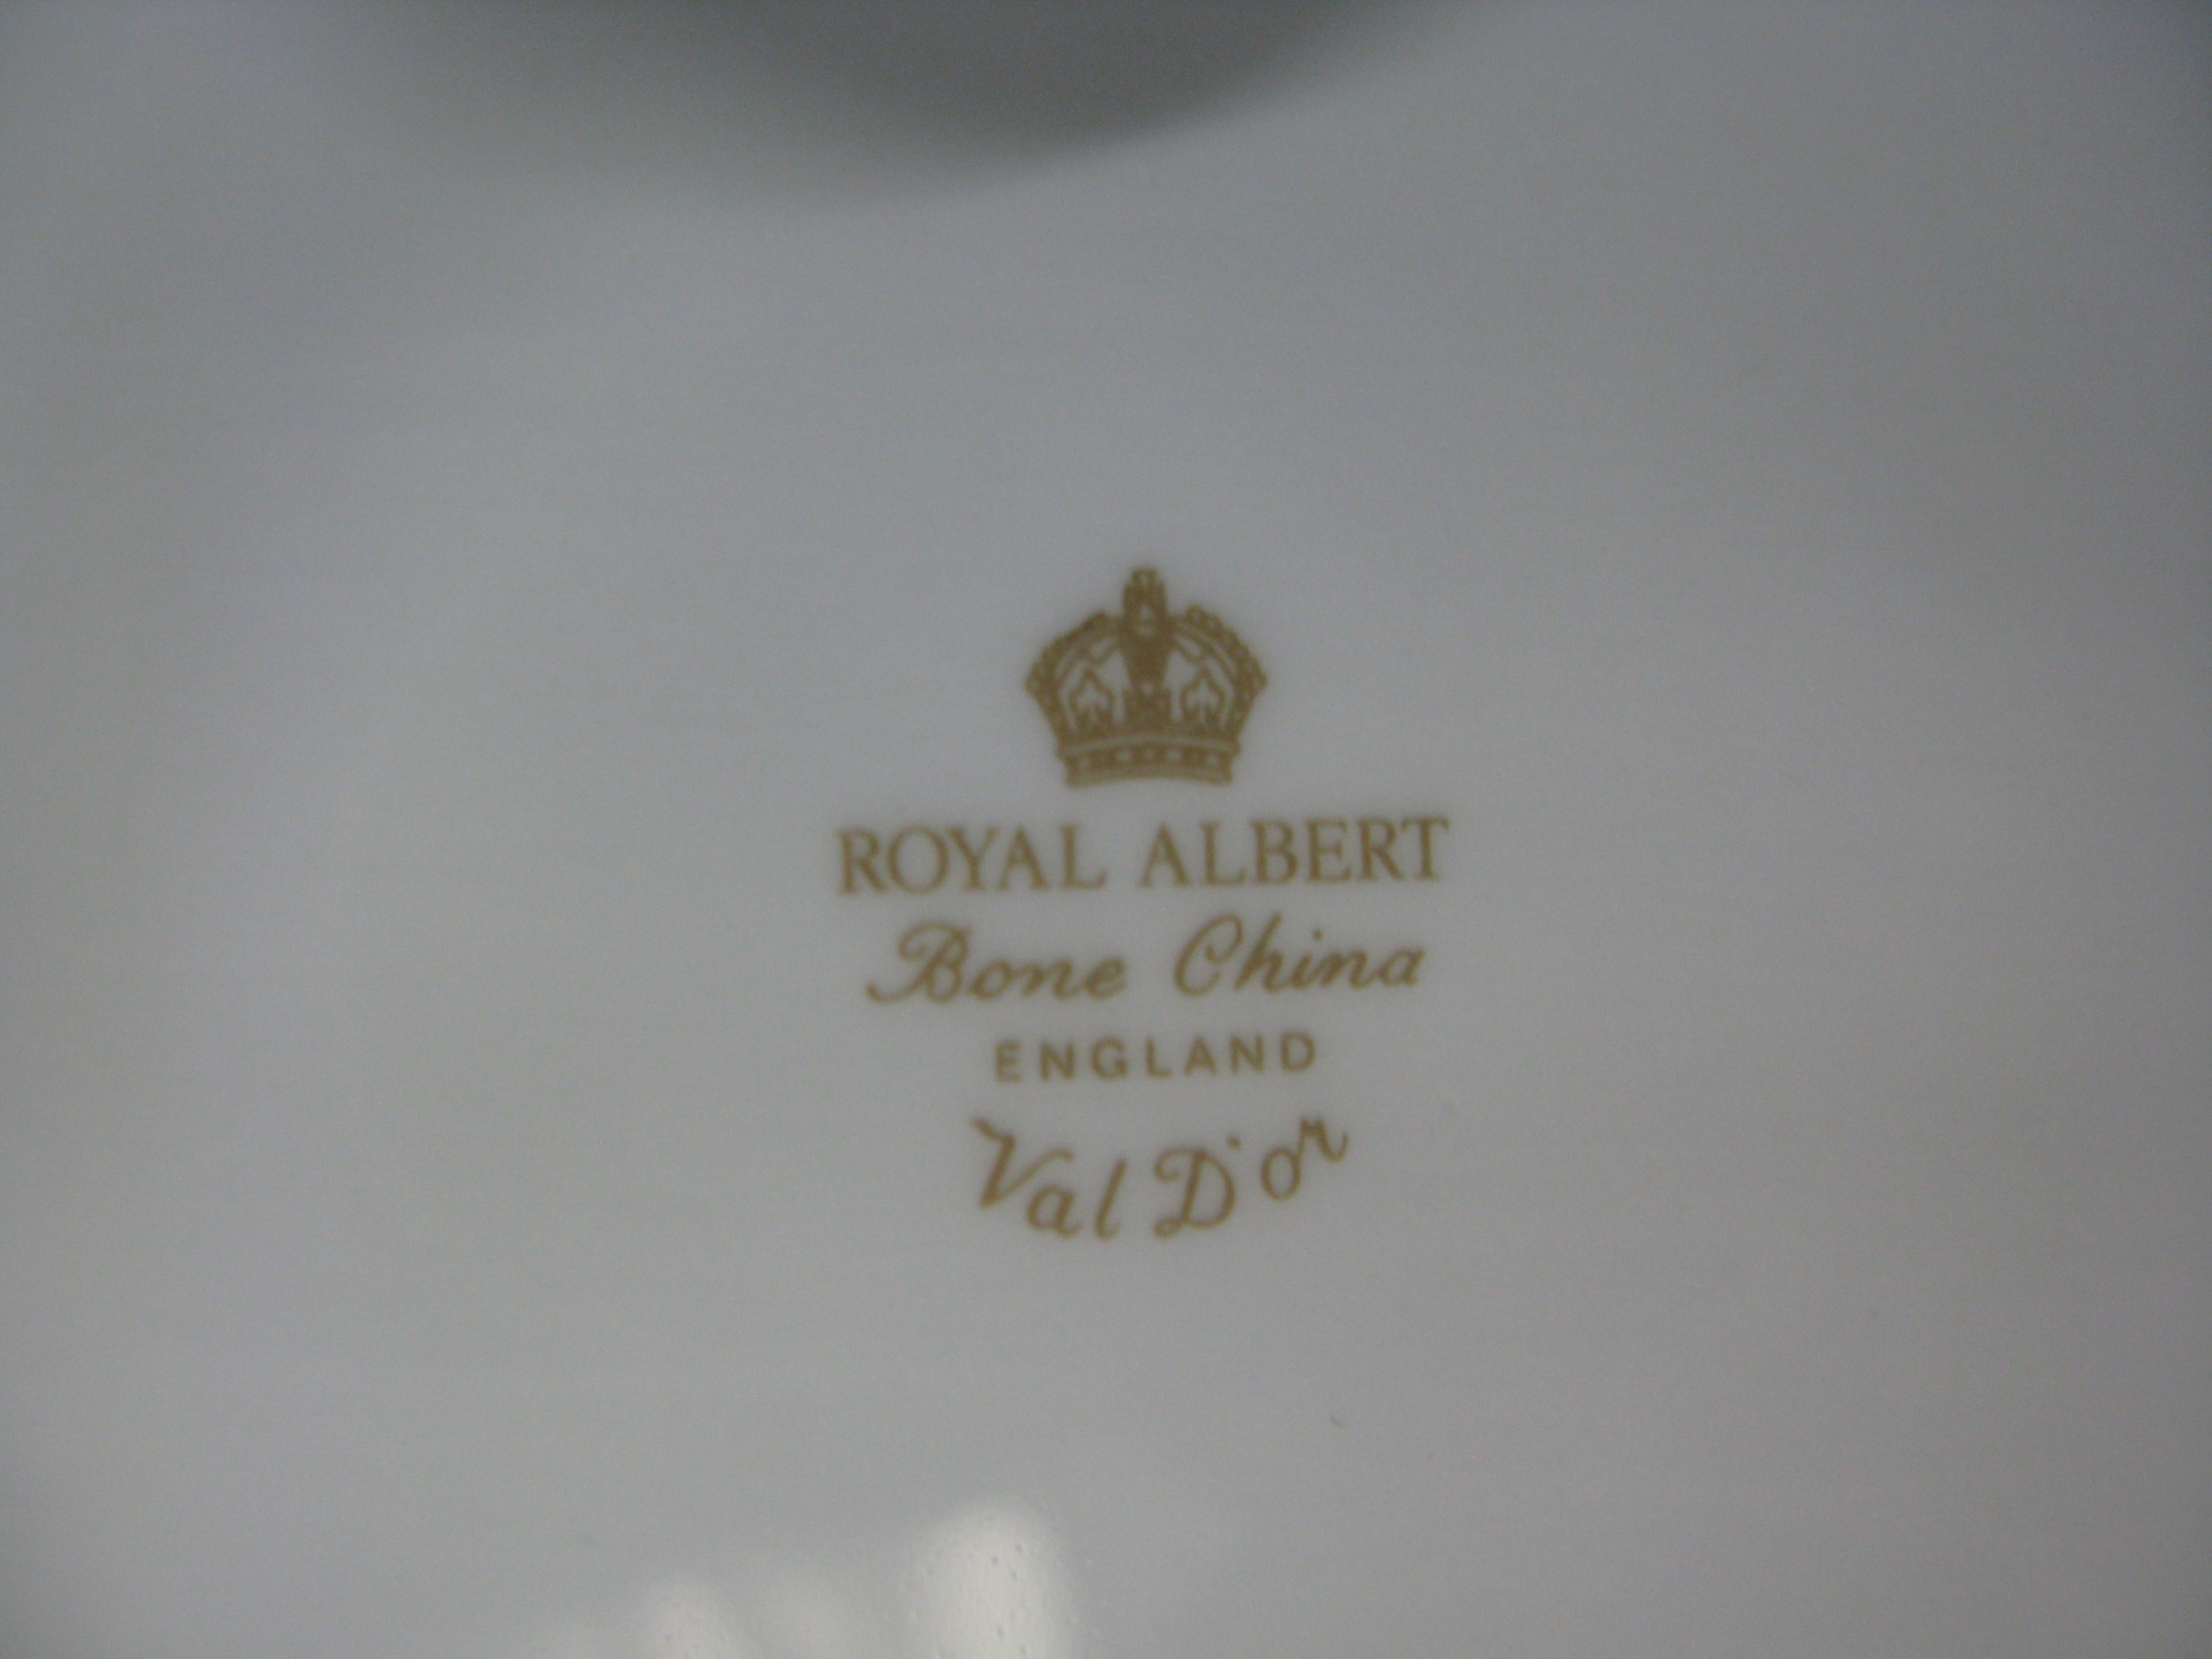 ROYAL ALBERT
Bone China
ENGLAND
Val D'or